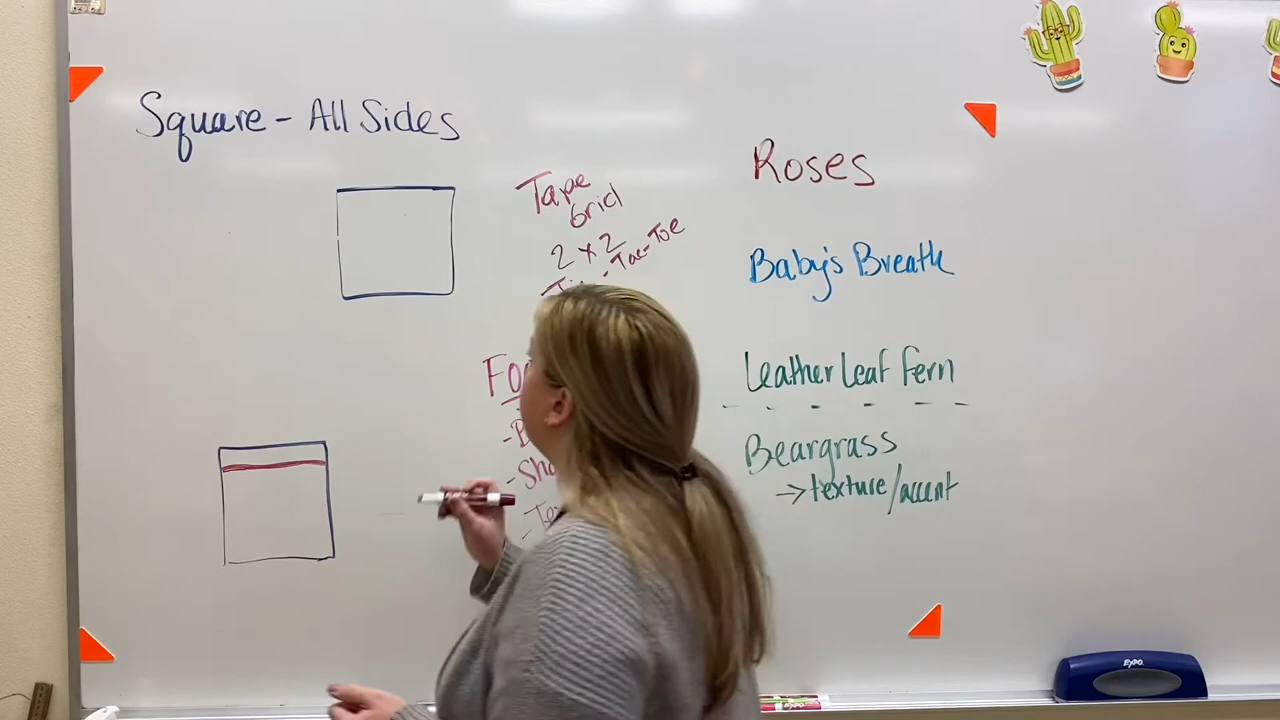 Square - All Sides
Tape
Grid
2 x 2
Tac-Toe
Roses
Baby's Breath
Leather Leaf Fern
Beargrass
→ texture/accent
EXPO